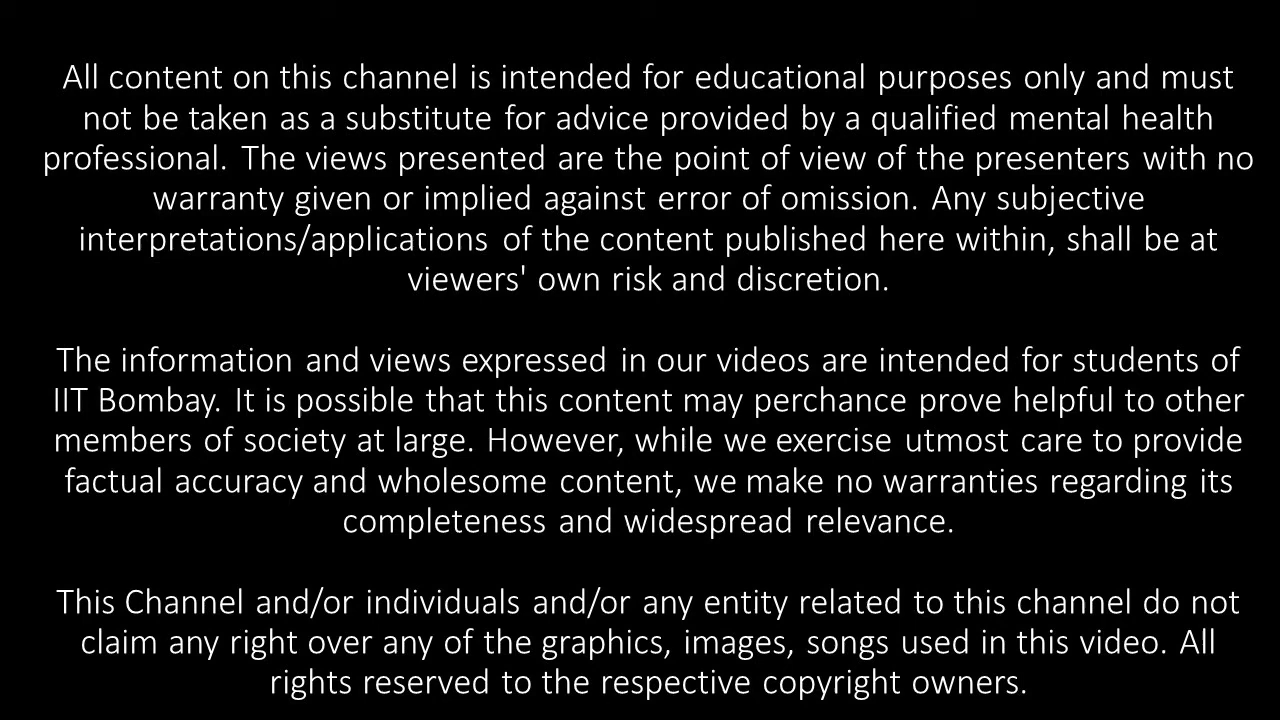 All content on this channel is intended for educational purposes only and must
not be taken as a substitute for advice provided by a qualified mental health
professional. The views presented are the point of view of the presenters with no
warranty given or implied against error of omission. Any subjective
interpretations/applications of the content published here within, shall be at
viewers' own risk and discretion.
The information and views expressed in our videos are intended for students of
IIT Bombay. It is possible that this content may perchance prove helpful to other
members of society at large. However, while we exercise utmost care to provide
factual accuracy and wholesome content, we make no warranties regarding its
completeness and widespread relevance.
This Channel and/or individuals and/or any entity related to this channel do not
claim any right over any of the graphics, images, songs used in this video. All
rights reserved to the respective copyright owners.